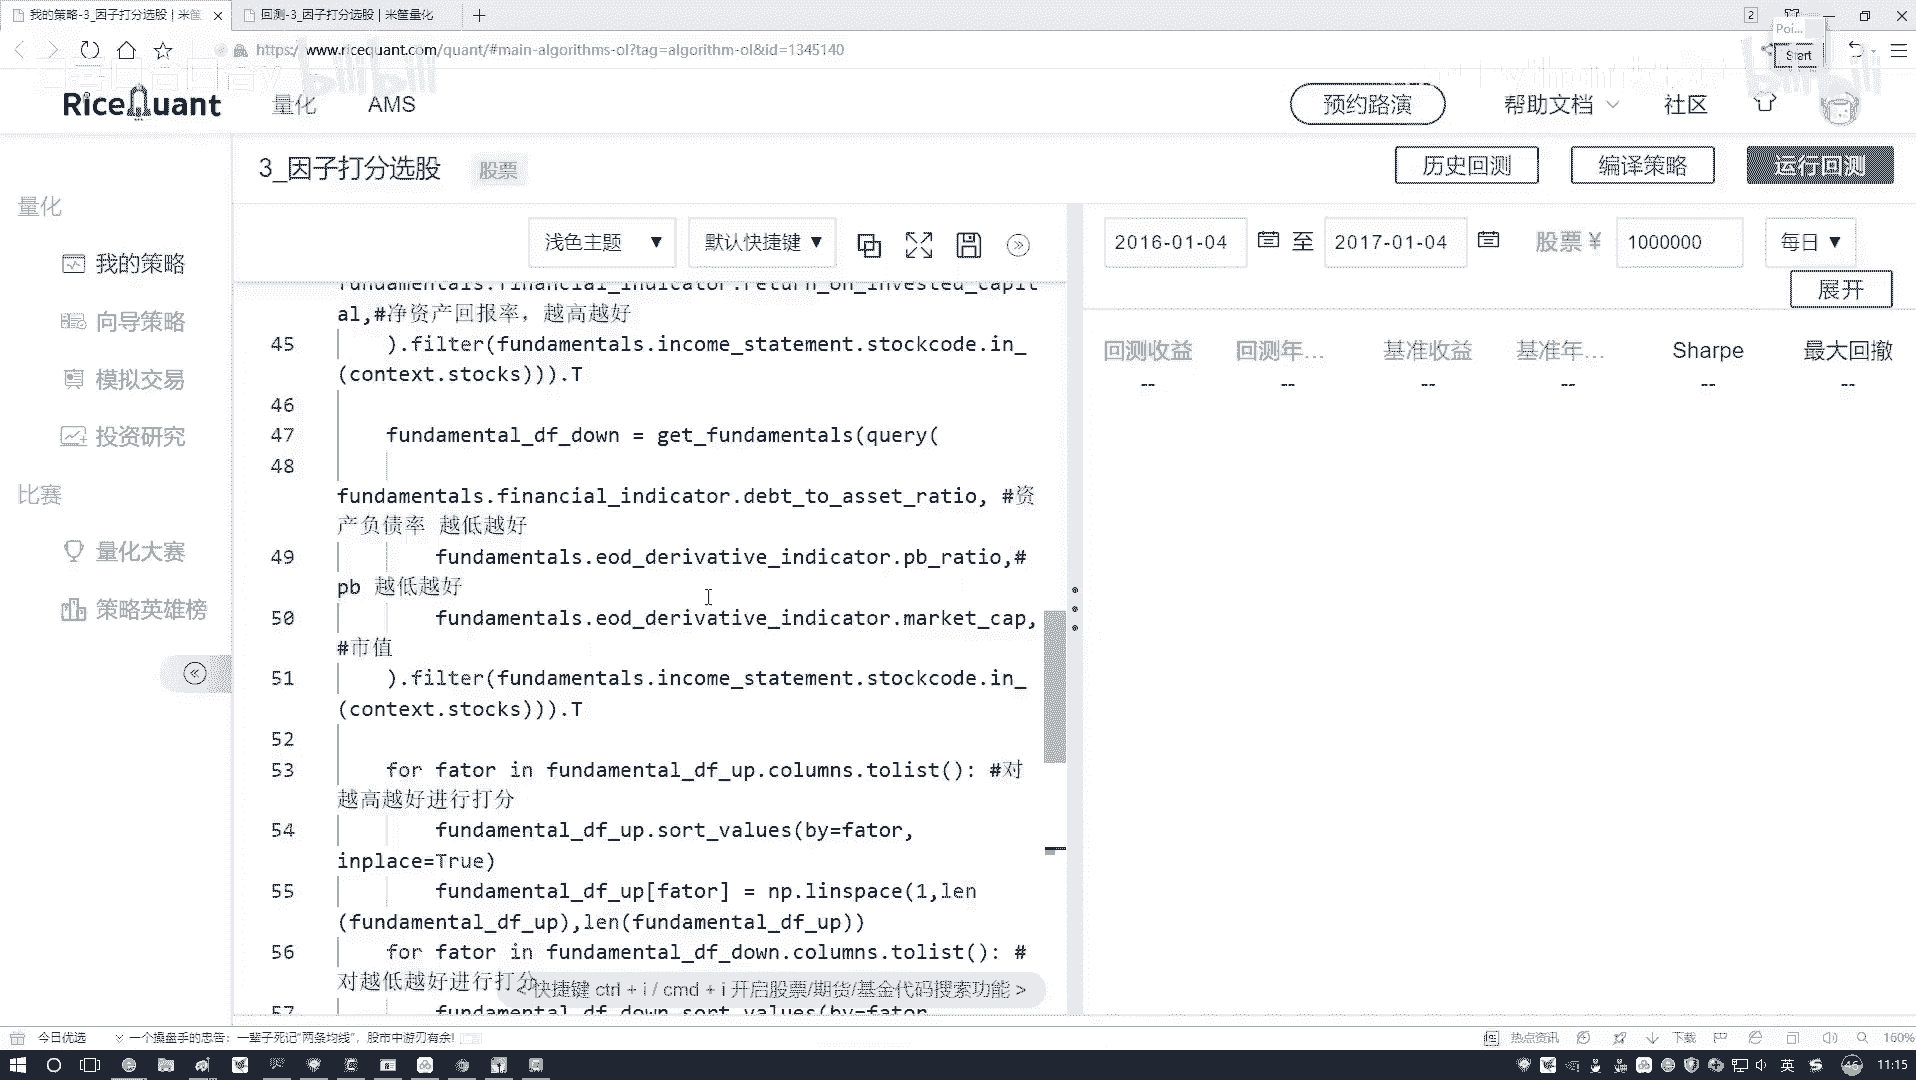 我的策略-3_因子打分选股 | 米筐
回测-3_因子打分选股 | 米筐量化
https://www.ricequant.com/quant/#main-algorithms-ol?tag=algorithm-ol&id=1345140
Poi...
Start
bilibili
RiceQuant
量化
AMS
预约路演
帮助文档
社区
3_因子打分选股
股票
历史回测
编译策略
运行回测
量化
我的策略
向导策略
模拟交易
投资研究
比赛
量化大赛
策略英雄榜
浅色主题 ▼
默认快捷键 ▼
2016-01-04 至 2017-01-04 股票 ¥ 1000000 每日 ▼
展开
回测收益 回测年... 基准收益 基准年... Sharpe 最大回撤
-- -- -- -- -- --
fundamentals.financial_indicator.return_on_invested_capit
al,#净资产回报率，越高越好
45 ).filter(fundamentals.income_statement.stockcode.in_
(context.stocks))).T
46
47 fundamental_df_down = get_fundamentals(query(
48
fundamentals.financial_indicator.debt_to_asset_ratio, #资
产负债率 越低越好
49 fundamentals.eod_derivative_indicator.pb_ratio,#
pb 越低越好
50 fundamentals.eod_derivative_indicator.market_cap,
#市值
51 ).filter(fundamentals.income_statement.stockcode.in_
(context.stocks))).T
52
53 for fator in fundamental_df_up.columns.tolist(): #对
越高越好进行打分
54 fundamental_df_up.sort_values(by=fator,
inplace=True)
55 fundamental_df_up[fator] = np.linspace(1,len
(fundamental_df_up),len(fundamental_df_up))
56 for fator in fundamental_df_down.columns.tolist(): #
对越低越好进行打分
57 fundamental_df_down.sort_values(by=fator,
<快捷键 ctrl + i / cmd + i 开启股票/期货/基金代码搜索功能 >
今日优选
一个操盘手的忠告：一辈子死记"两条均线"，股市中游刃有余!
热点资讯
下载
160%
英
46
11:15